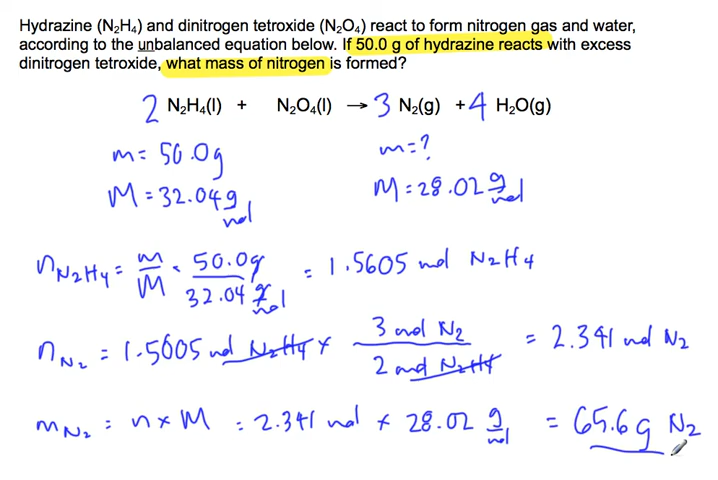 Hydrazine (N₂H₄) and dinitrogen tetroxide (N₂O₄) react to form nitrogen gas and water,
according to the unbalanced equation below. If 50.0 g of hydrazine reacts with excess
dinitrogen tetroxide, what mass of nitrogen is formed?
2 N₂H₄(l) + N₂O₄(l) → 3 N₂(g) + 4 H₂O(g)
m = 50.0g m = ?
M = 32.04 g/mol M = 28.02 g/mol
n N₂H₄ = m/M = 50.0g / 32.04 g/mol = 1.5605 mol N₂H₄
n N₂ = 1.5605 mol N₂H₄ × 3 mol N₂ / 2 mol N₂H₄ = 2.341 mol N₂
m N₂ = n × M = 2.341 mol × 28.02 g/mol = 65.6g N₂